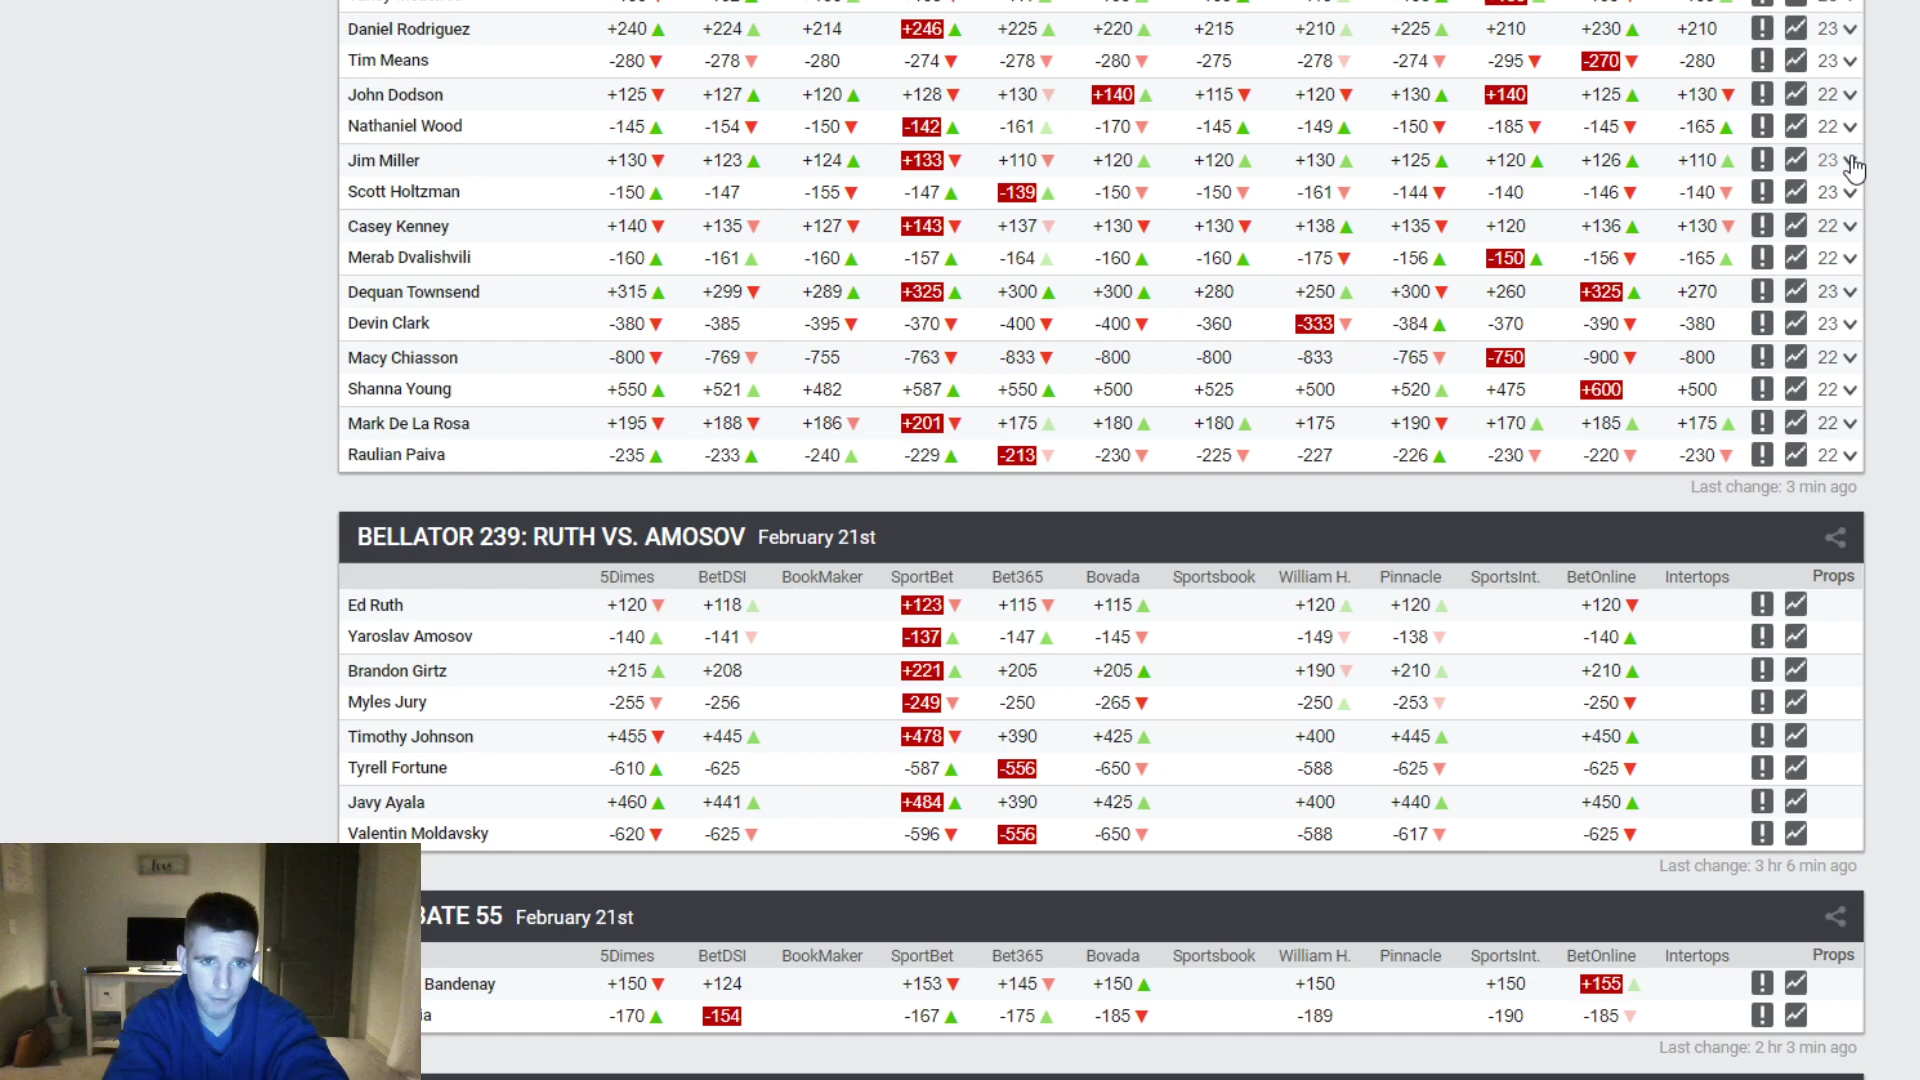 Daniel Rodriguez +240 +224 +214 +246 +225 +220 +215 +210 +225 +210 +230 +210 23
Tim Means -280 -278 -280 -274 -278 -280 -275 -278 -274 -295 -270 -280 23
John Dodson +125 +127 +120 +128 +130 +140 +115 +120 +130 +140 +125 +130 22
Nathaniel Wood -145 -154 -150 -142 -161 -170 -145 -149 -150 -185 -145 -165 22
Jim Miller +130 +123 +124 +133 +110 +120 +120 +130 +125 +120 +126 +110 23
Scott Holtzman -150 -147 -155 -147 -139 -150 -150 -161 -144 -140 -146 -140 23
Casey Kenney +140 +135 +127 +143 +137 +130 +130 +138 +135 +120 +136 +130 22
Merab Dvalishvili -160 -161 -160 -157 -164 -160 -160 -175 -156 -150 -156 -165 22
Dequan Townsend +315 +299 +289 +325 +300 +300 +280 +250 +300 +260 +325 +270 23
Devin Clark -380 -385 -395 -370 -400 -400 -360 -333 -384 -370 -390 -380 23
Macy Chiasson -800 -769 -755 -763 -833 -800 -800 -833 -765 -750 -900 -800 22
Shanna Young +550 +521 +482 +587 +550 +500 +525 +500 +520 +475 +600 +500 22
Mark De La Rosa +195 +188 +186 +201 +175 +180 +180 +175 +190 +170 +185 +175 22
Raulian Paiva -235 -233 -240 -229 -213 -230 -225 -227 -226 -230 -220 -230 22
Last change: 3 min ago
BELLATOR 239: RUTH VS. AMOSOV February 21st
5Dimes BetDSI BookMaker SportBet Bet365 Bovada Sportsbook William H. Pinnacle SportsInt. BetOnline Intertops Props
Ed Ruth +120 +118 +123 +115 +115 +120 +120 +120
Yaroslav Amosov -140 -141 -137 -147 -145 -149 -138 -140
Brandon Girtz +215 +208 +221 +205 +205 +190 +210 +210
Myles Jury -255 -256 -249 -250 -265 -250 -253 -250
Timothy Johnson +455 +445 +478 +390 +425 +400 +445 +450
Tyrell Fortune -610 -625 -587 -556 -650 -588 -625 -625
Javy Ayala +460 +441 +484 +390 +425 +400 +440 +450
Valentin Moldavsky -620 -625 -596 -556 -650 -588 -617 -625
Last change: 3 hr 6 min ago
BATE 55 February 21st
5Dimes BetDSI BookMaker SportBet Bet365 Bovada Sportsbook William H. Pinnacle SportsInt. BetOnline Intertops Props
Bandenay +150 +124 +153 +145 +150 +150 +150 +155
ia -170 -154 -167 -175 -185 -189 -190 -185
Last change: 2 hr 3 min ago